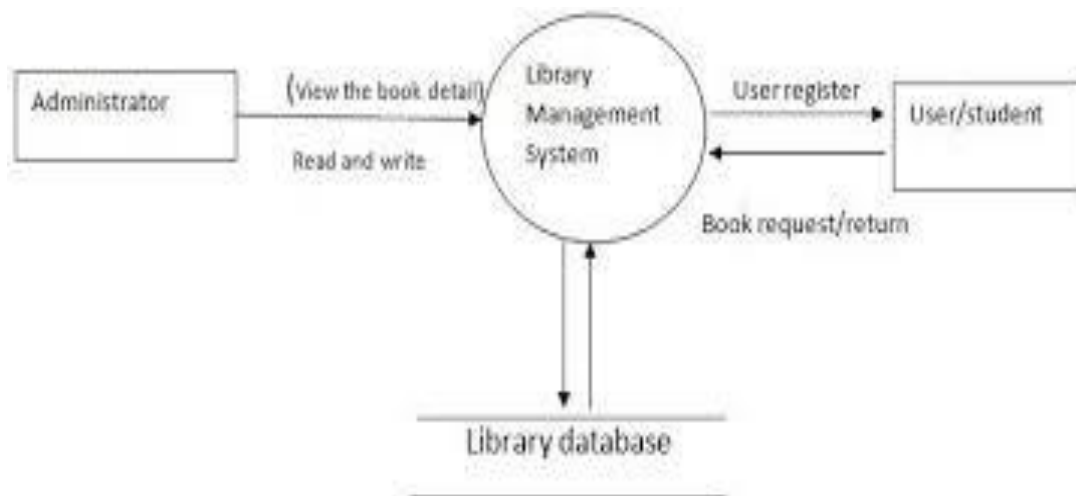 Administrator
(View the book detail)
Read and write
Library
Management
System
User register
User/student
Book request/return
Library database